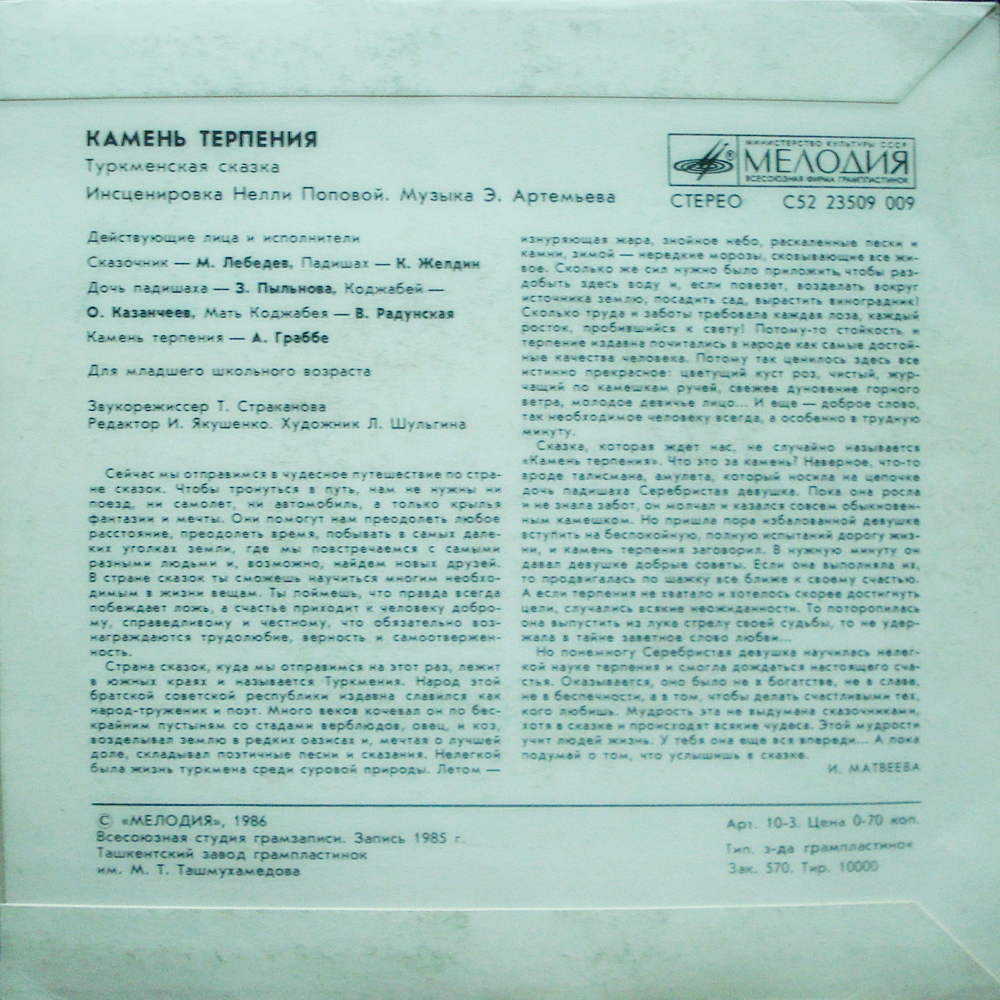 КАМЕНЬ ТЕРПЕНИЯ
Туркменская сказка
Инсценировка Нелли Поповой. Музыка Э. Артемьева
МИНИСТЕРСТВО КУЛЬТУРЫ СССР
МЕЛОДИЯ
ВСЕСОЮЗНАЯ ФИРМА ГРАМПЛАСТИНОК
СТЕРЕО С52 23509 009
Действующие лица и исполнители
Сказочник — М. Лебедев, Падишах — К. Желдин
Дочь падишаха — З. Пыльнова, Коджабей —
О. Казанчеев, Мать Коджабея — В. Радунская
Камень терпения — А. Граббе
Для младшего школьного возраста
Звукорежиссер Т. Страканова
Редактор И. Якушенко. Художник Л. Шульгина
Сейчас мы отправимся в чудесное путешествие по стра-
не сказок. Чтобы тронуться в путь, нам не нужны ни
поезд, ни самолет, ни автомобиль, а только крылья
фантазии и мечты. Они помогут нам преодолеть любое
расстояние, преодолеть время, побывать в самых дале-
ких уголках земли, где мы повстречаемся с самыми
разными людьми и, возможно, найдем новых друзей.
В стране сказок ты сможешь научиться многим необхо-
димым в жизни вещам. Ты поймешь, что правда всегда
побеждает ложь, а счастье приходит к человеку добро-
му, справедливому и честному, что обязательно воз-
награждаются трудолюбие, верность и самоотвержен-
ность.
Страна сказок, куда мы отправимся на этот раз, лежит
в южных краях и называется Туркмения. Народ этой
братской советской республики издавна славился как
народ-труженик и поэт. Много веков кочевал он по бес-
крайним пустыням со стадами верблюдов, овец, и коз,
возделывал землю в редких оазисах и, мечтая о лучшей
доле, складывал поэтичные песни и сказания. Нелегкой
была жизнь туркмена среди суровой природы. Летом —
изнуряющая жара, знойное небо, раскаленные пески и
камни, зимой — нередкие морозы, сковывающие все жи-
вое. Сколько же сил нужно было приложить, чтобы раз-
добыть здесь воду и, если повезет, возделать вокруг
источника землю, посадить сад, вырастить виноградник!
Сколько труда и заботы требовала каждая лоза, каждый
росток, пробившийся к свету! Потому-то стойкость и
терпение издавна почитались в народе как самые достой-
ные качества человека. Потому так ценилось здесь все
истинно прекрасное: цветущий куст роз, чистый, жур-
чащий по камешкам ручей, свежее дуновение горного
ветра, молодое девичье лицо... И еще — доброе слово,
так необходимое человеку всегда, а особенно в трудную
минуту.
Сказка, которая ждет нас, не случайно называется
«Камень терпения». Что это за камень? Наверное, что-то
вроде талисмана, амулета, который носила на цепочке
дочь падишаха Серебристая девушка. Пока она росла
и не знала забот, он молчал и казался совсем обыкновен-
ным камешком. Но пришла пора избалованной девушке
вступить на беспокойную, полную испытаний дорогу жиз-
ни, и камень терпения заговорил. В нужную минуту он
давал девушке добрые советы. Если она выполняла их,
то продвигалась по шажку все ближе к своему счастью.
А если терпения не хватало и хотелось скорее достигнуть
цели, случались всякие неожиданности. То поторопилась
она выпустить из лука стрелу своей судьбы, то не удер-
жала в тайне заветное слово любви...
Но понемногу Серебристая девушка научилась нелег-
кой науке терпения и смогла дождаться настоящего сча-
стья. Оказывается, оно было не в богатстве, не в славе,
не в беспечности, а в том, чтобы делать счастливыми тех,
кого любишь. Мудрость эта не выдумана сказочниками,
хотя в сказке и происходят всякие чудеса. Этой мудрости
учит людей жизнь. У тебя она еще вся впереди... А пока
подумай о том, что услышишь в сказке.
И. МАТВЕЕВА
© «МЕЛОДИЯ», 1986
Всесоюзная студия грамзаписи. Запись 1985 г.
Ташкентский завод грампластинок
им. М. Т. Ташмухамедова
Арт. 10-3. Цена 0-70 коп.
Тип. з-да грампластинок
Зак. 570. Тир. 10000